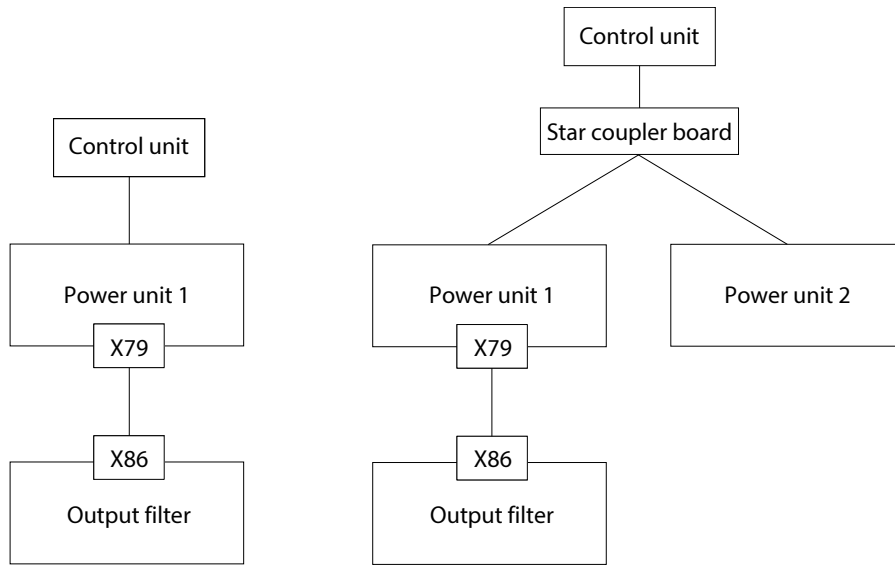 Control unit
Power unit 1
X79
X86
Output filter
Control unit
Star coupler board
Power unit 1
Power unit 2
X79
X86
Output filter